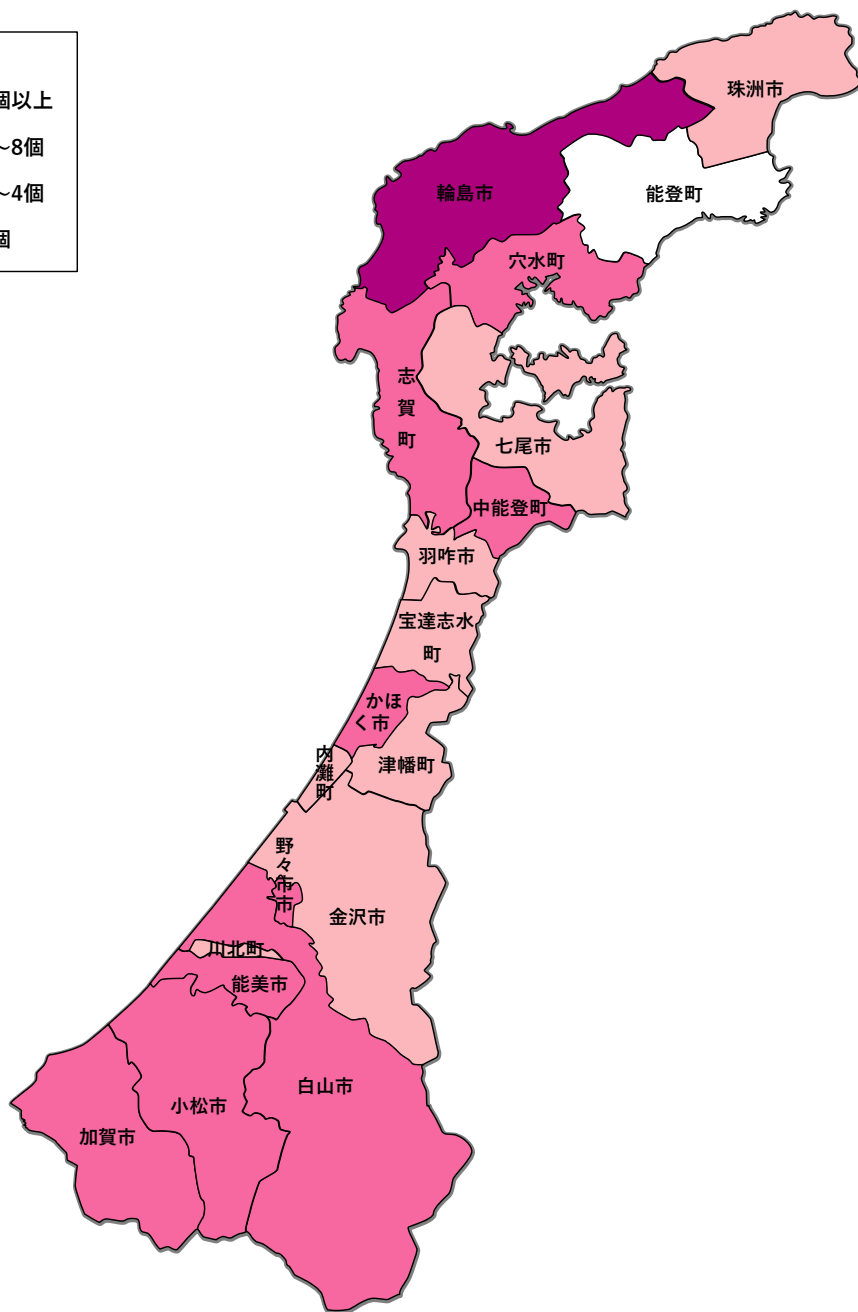 個以上
~8個
~4個
個
珠洲市
輪島市
能登町
穴水町
志
賀
町
七尾市
中能登町
羽咋市
宝達志水
町
かほ
く市
内
灘
町
津幡町
野
々
市
市
金沢市
川北町
能美市
白山市
小松市
加賀市